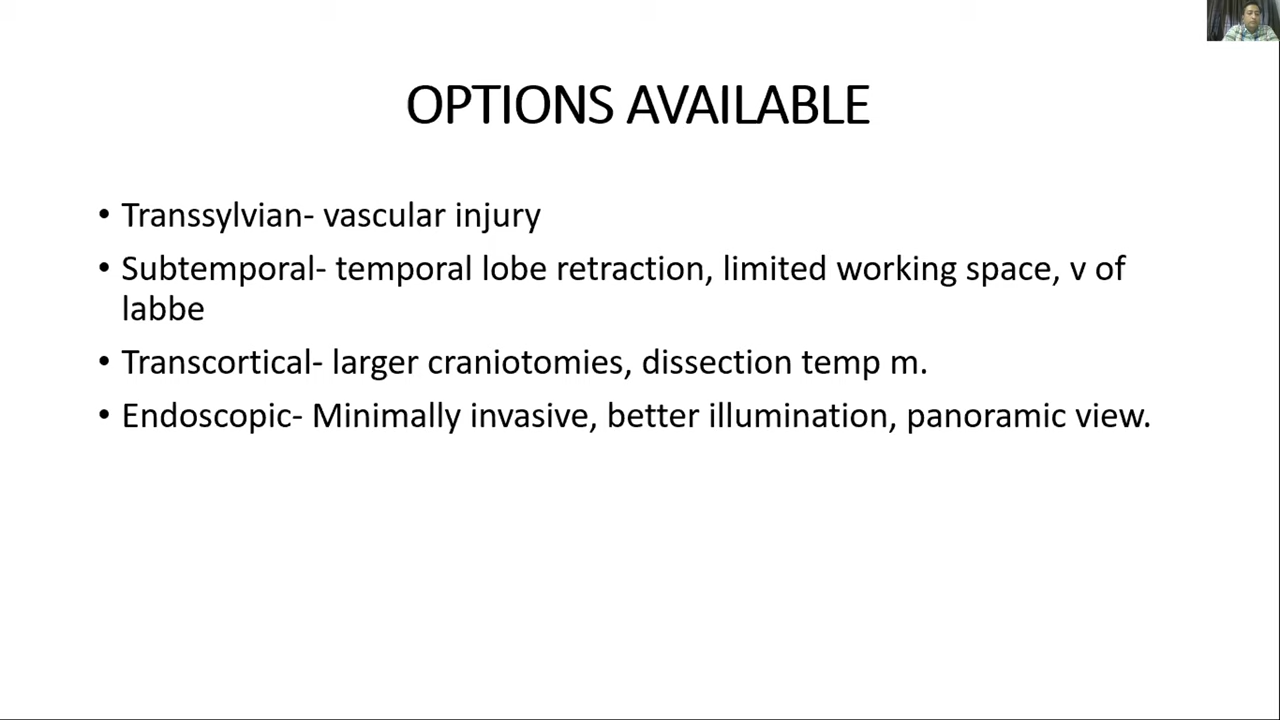 OPTIONS AVAILABLE
• Transsylvian- vascular injury
• Subtemporal- temporal lobe retraction, limited working space, v of
labbe
• Transcortical- larger craniotomies, dissection temp m.
• Endoscopic- Minimally invasive, better illumination, panoramic view.